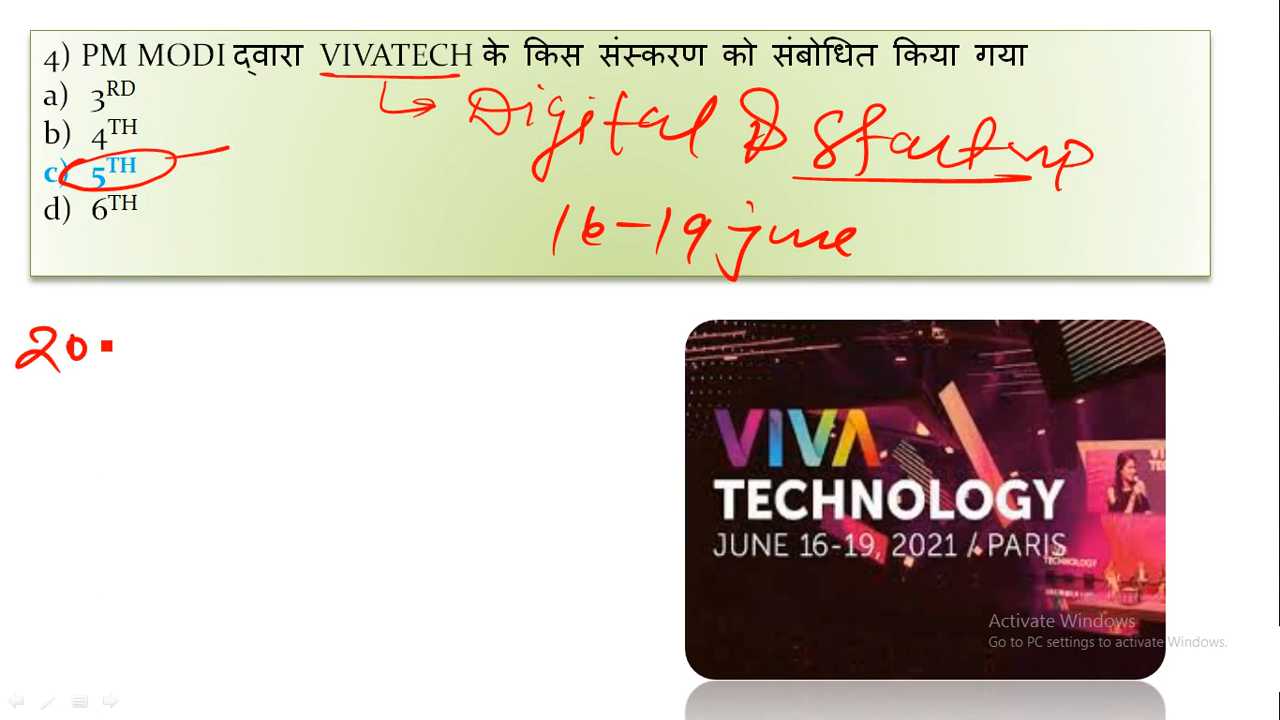 4) PM MODI द्वारा VIVATECH के किस संस्करण को संबोधित किया गया
a) 3RD
b) 4TH
c) 5TH
d) 6TH
Digital & Startup
16-19 june
20
VIVA
TECHNOLOGY
JUNE 16-19, 2021 / PARIS
TECHNOLOGY
Activate Windows
Go to PC settings to activate Windows.